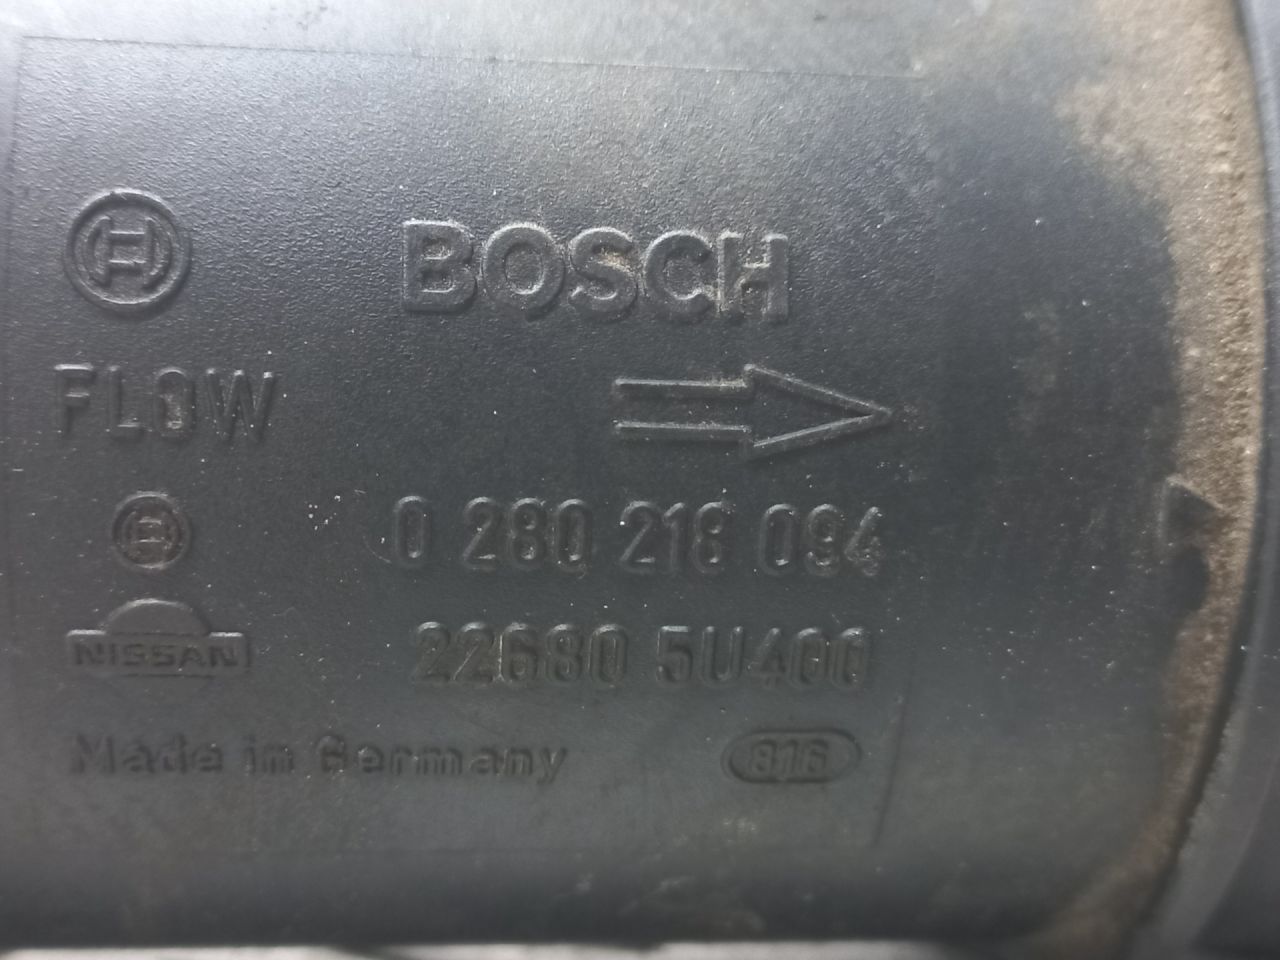 BOSCH
FLOW
0 280 218 094
NISSAN 22680 5U400
Made in Germany 816